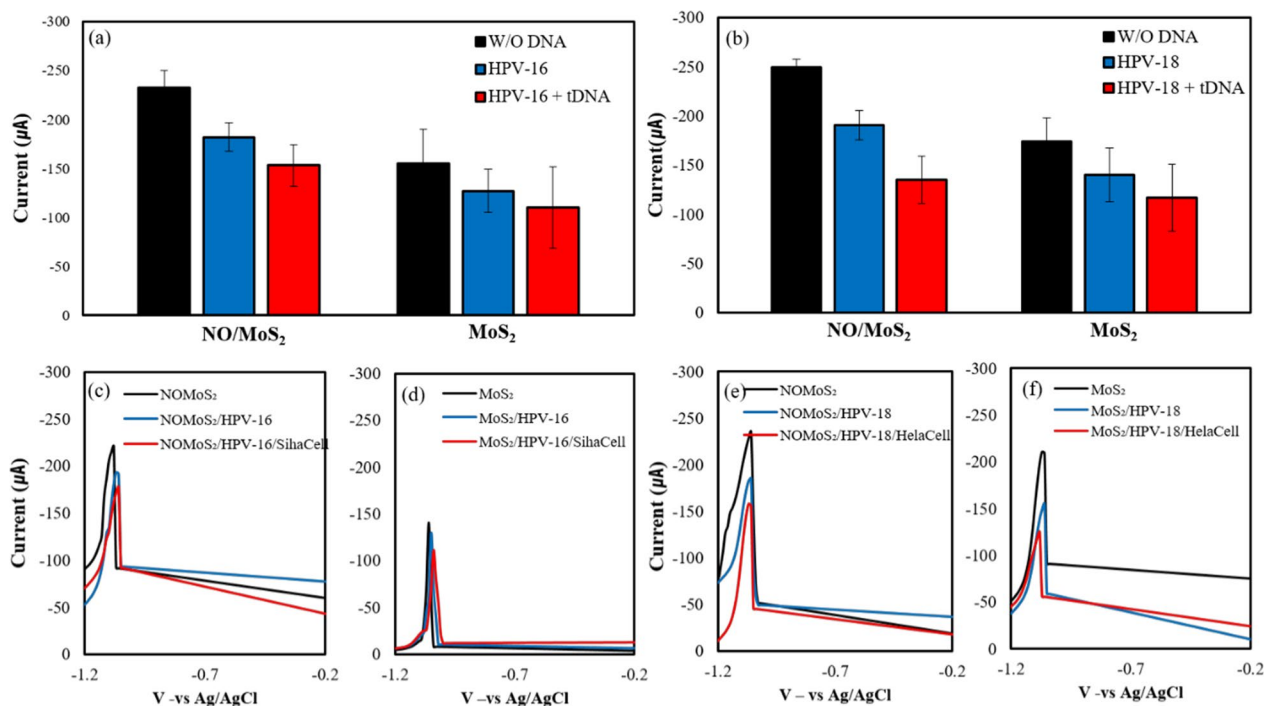 (a)
W/O DNA
HPV-16
HPV-16 + tDNA
Current (㎂)
-300
-250
-200
-150
-100
-50
0
NO/MoS₂
MoS₂
(b)
W/O DNA
HPV-18
HPV-18 + tDNA
Current(㎂)
-300
-250
-200
-150
-100
-50
0
NO/MoS₂
MoS₂
(c)
NOMoS₂
NOMoS₂/HPV-16
NOMoS₂/HPV-16/SihaCell
Current (㎂)
-300
-250
-200
-150
-100
-50
0
-1.2
-0.7
-0.2
V -vs Ag/AgCl
(d)
MoS₂
MoS₂/HPV-16
MoS₂/HPV-16/SihaCell
-300
-250
-200
-150
-100
-50
0
-1.2
-0.7
-0.2
V –vs Ag/AgCl
(e)
NOMoS₂
NOMoS₂/HPV-18
NOMoS₂/HPV-18/HelaCell
Current (㎂)
-300
-250
-200
-150
-100
-50
0
-1.2
-0.7
-0.2
V – vs Ag/AgCl
(f)
MoS₂
MoS₂/HPV-18
MoS₂/HPV-18/HelaCell
-300
-250
-200
-150
-100
-50
0
-1.2
-0.7
-0.2
V -vs Ag/AgCl